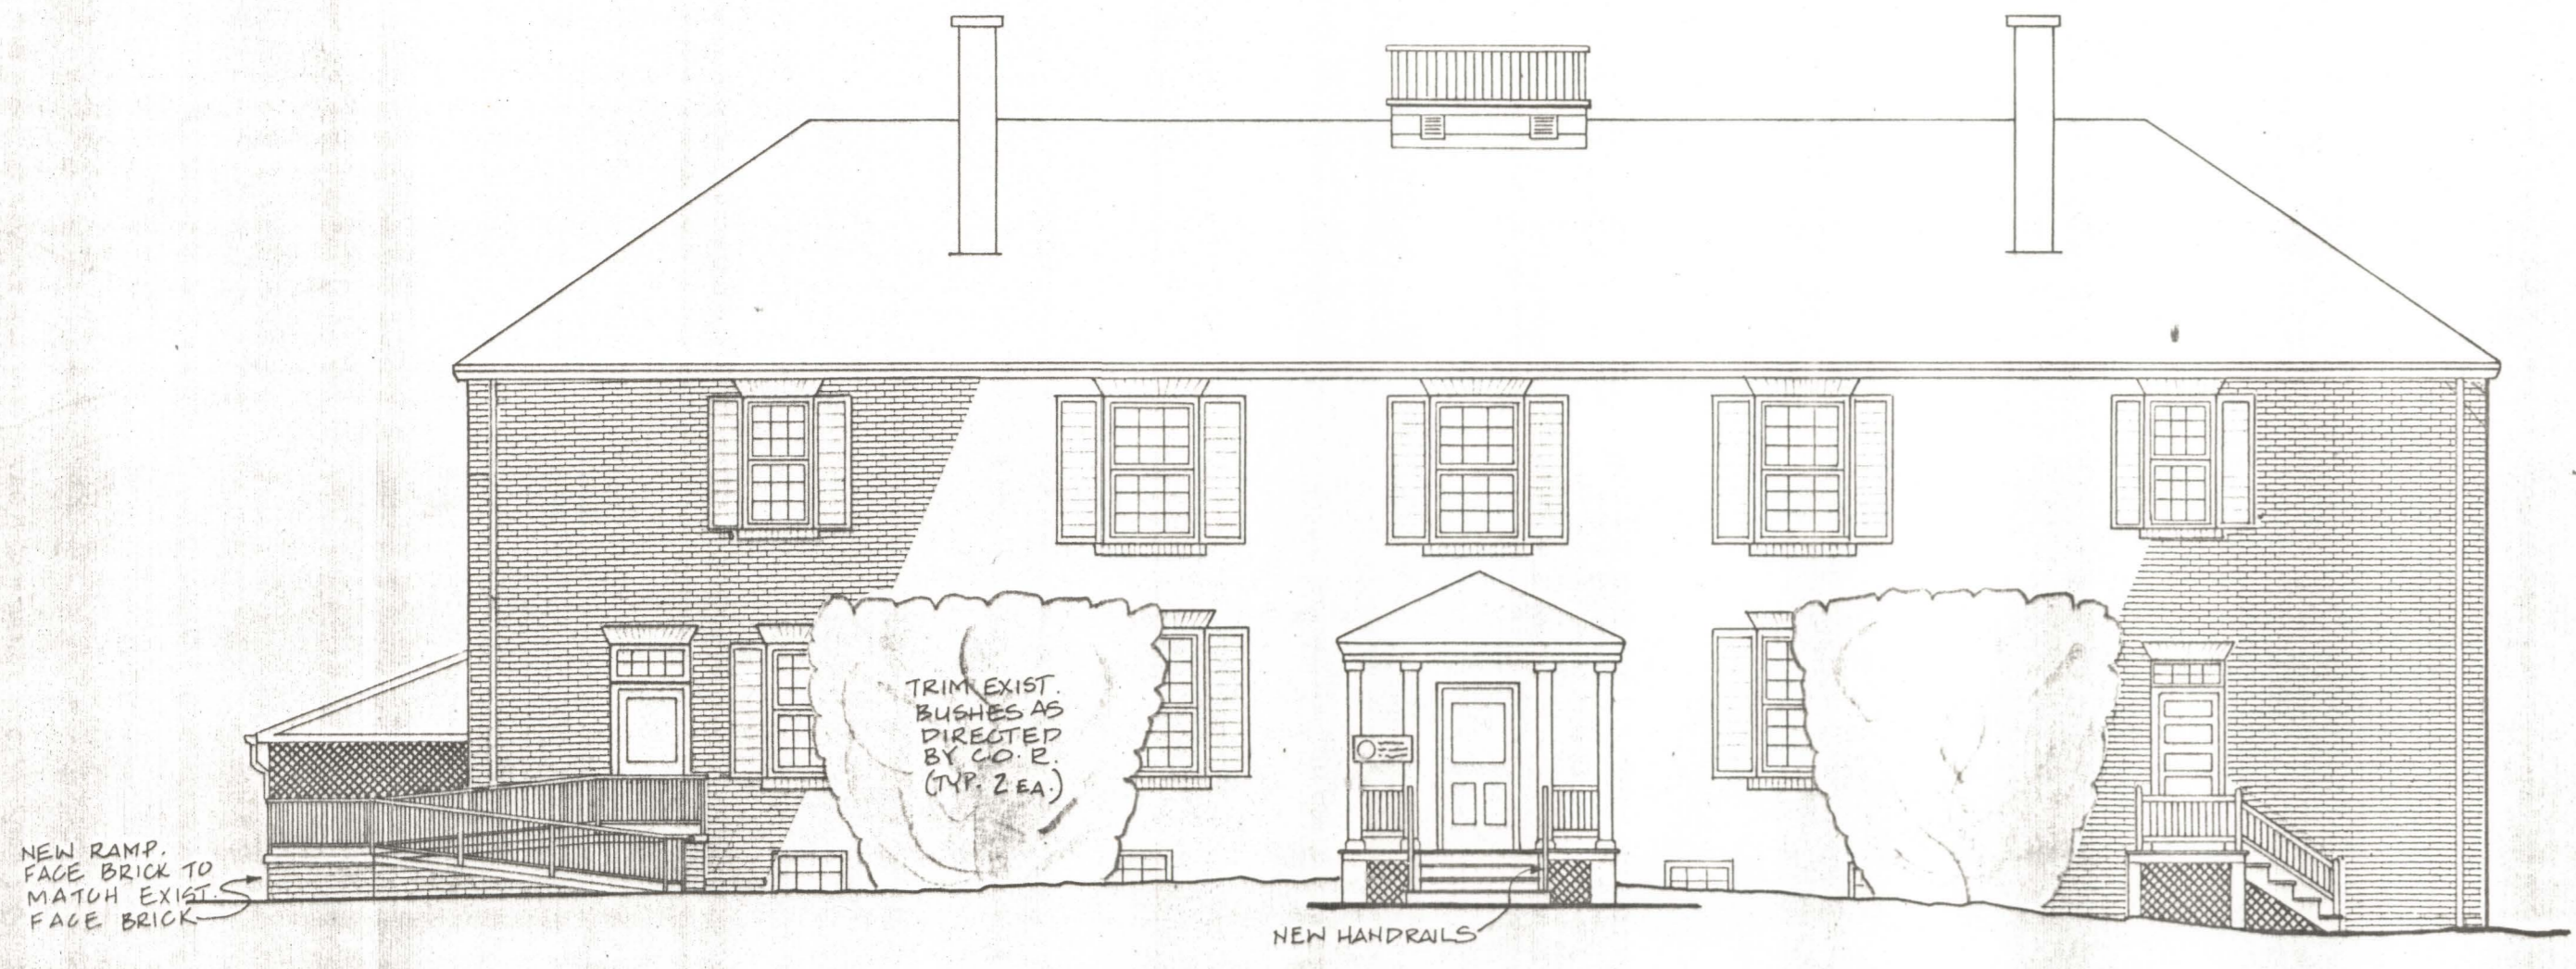 TRIM EXIST.
BUSHES AS
DIRECTED
BY C.O.R.
(TYP. 2 EA.)
NEW RAMP.
FACE BRICK TO
MATCH EXIST.
FACE BRICK
NEW HANDRAILS